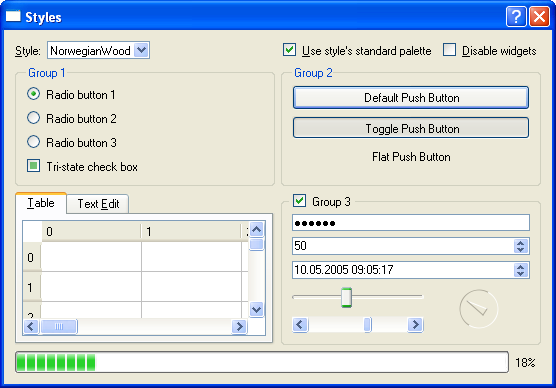 Styles
Style: NorwegianWood
Use style's standard palette
Disable widgets
Group 1
Radio button 1
Radio button 2
Radio button 3
Tri-state check box
Group 2
Default Push Button
Toggle Push Button
Flat Push Button
Table
Text Edit
0 1
0
1
Group 3
●●●●●●
50
10.05.2005 09:05:17
18%